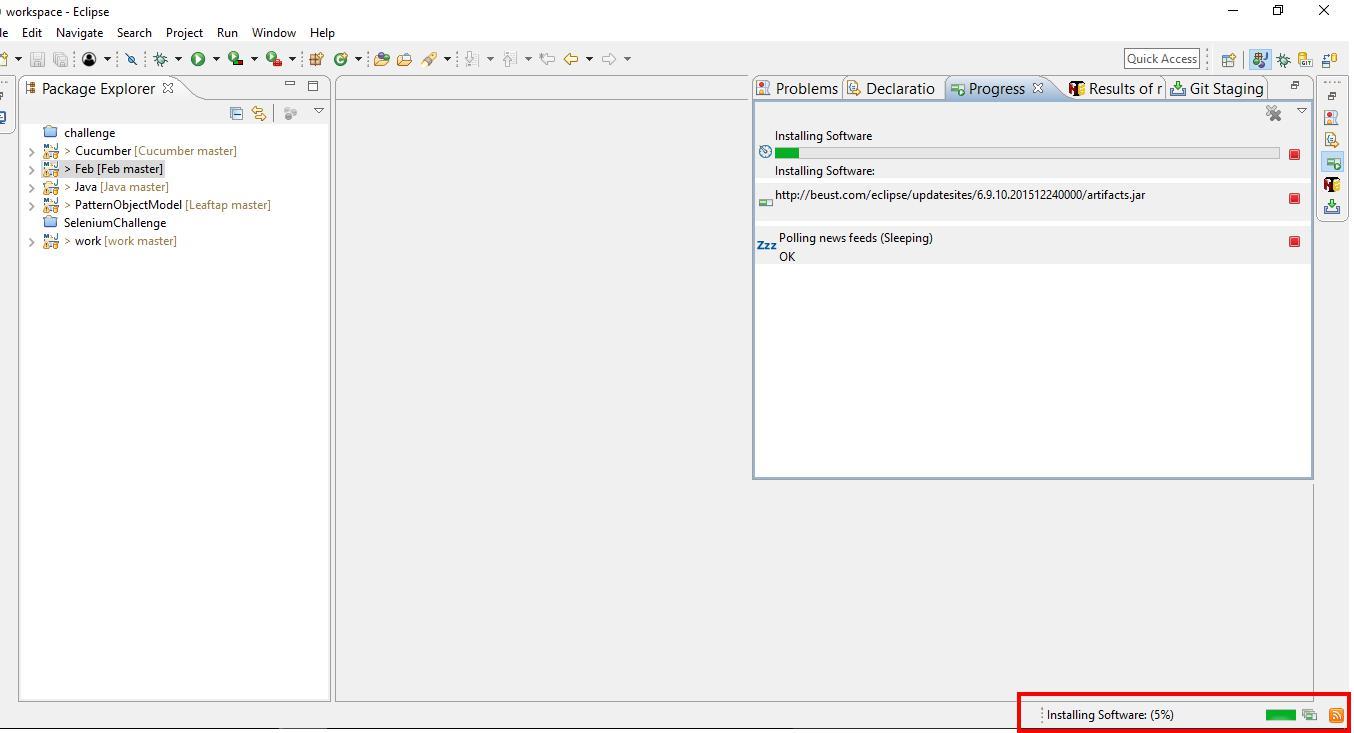 workspace - Eclipse
le Edit Navigate Search Project Run Window Help
Quick Access
GIT
Package Explorer
challenge
> Cucumber [Cucumber master]
> Feb [Feb master]
> Java [Java master]
> PatternObjectModel [Leaftap master]
SeleniumChallenge
> work [work master]
Problems
Declaratio
Progress
Results of r
Git Staging
Installing Software
Installing Software:
http://beust.com/eclipse/updatesites/6.9.10.201512240000/artifacts.jar
Zzz Polling news feeds (Sleeping)
OK
Installing Software: (5%)